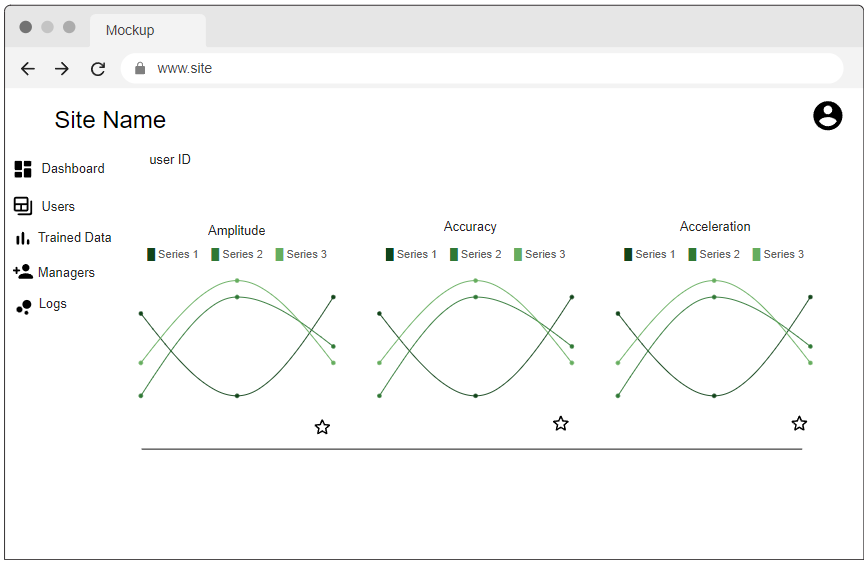 Mockup
www.site
Site Name
Dashboard
Users
Trained Data
Managers
Logs
user ID
Amplitude
Series 1 Series 2 Series 3
Accuracy
Series 1 Series 2 Series 3
Acceleration
Series 1 Series 2 Series 3